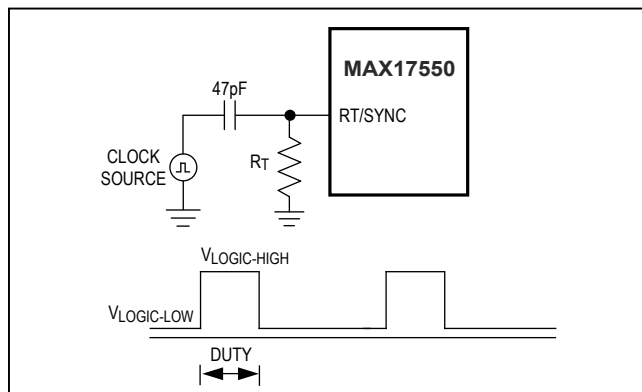 MAX17550
47pF
RT/SYNC
CLOCK
SOURCE
RT
VLOGIC-HIGH
VLOGIC-LOW
DUTY